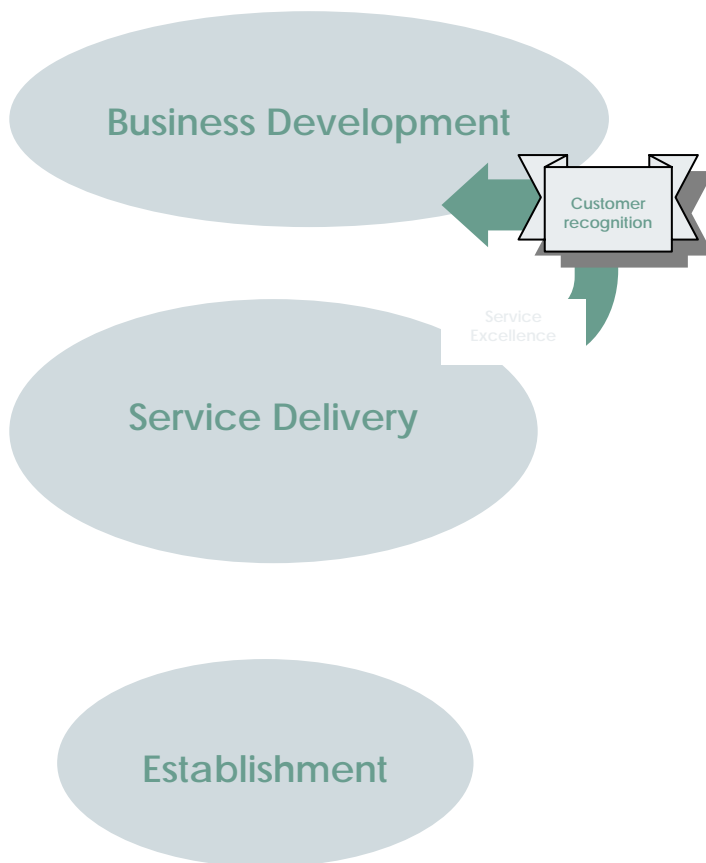 Business Development
Customer
recognition
Service
Excellence
Service Delivery
Establishment